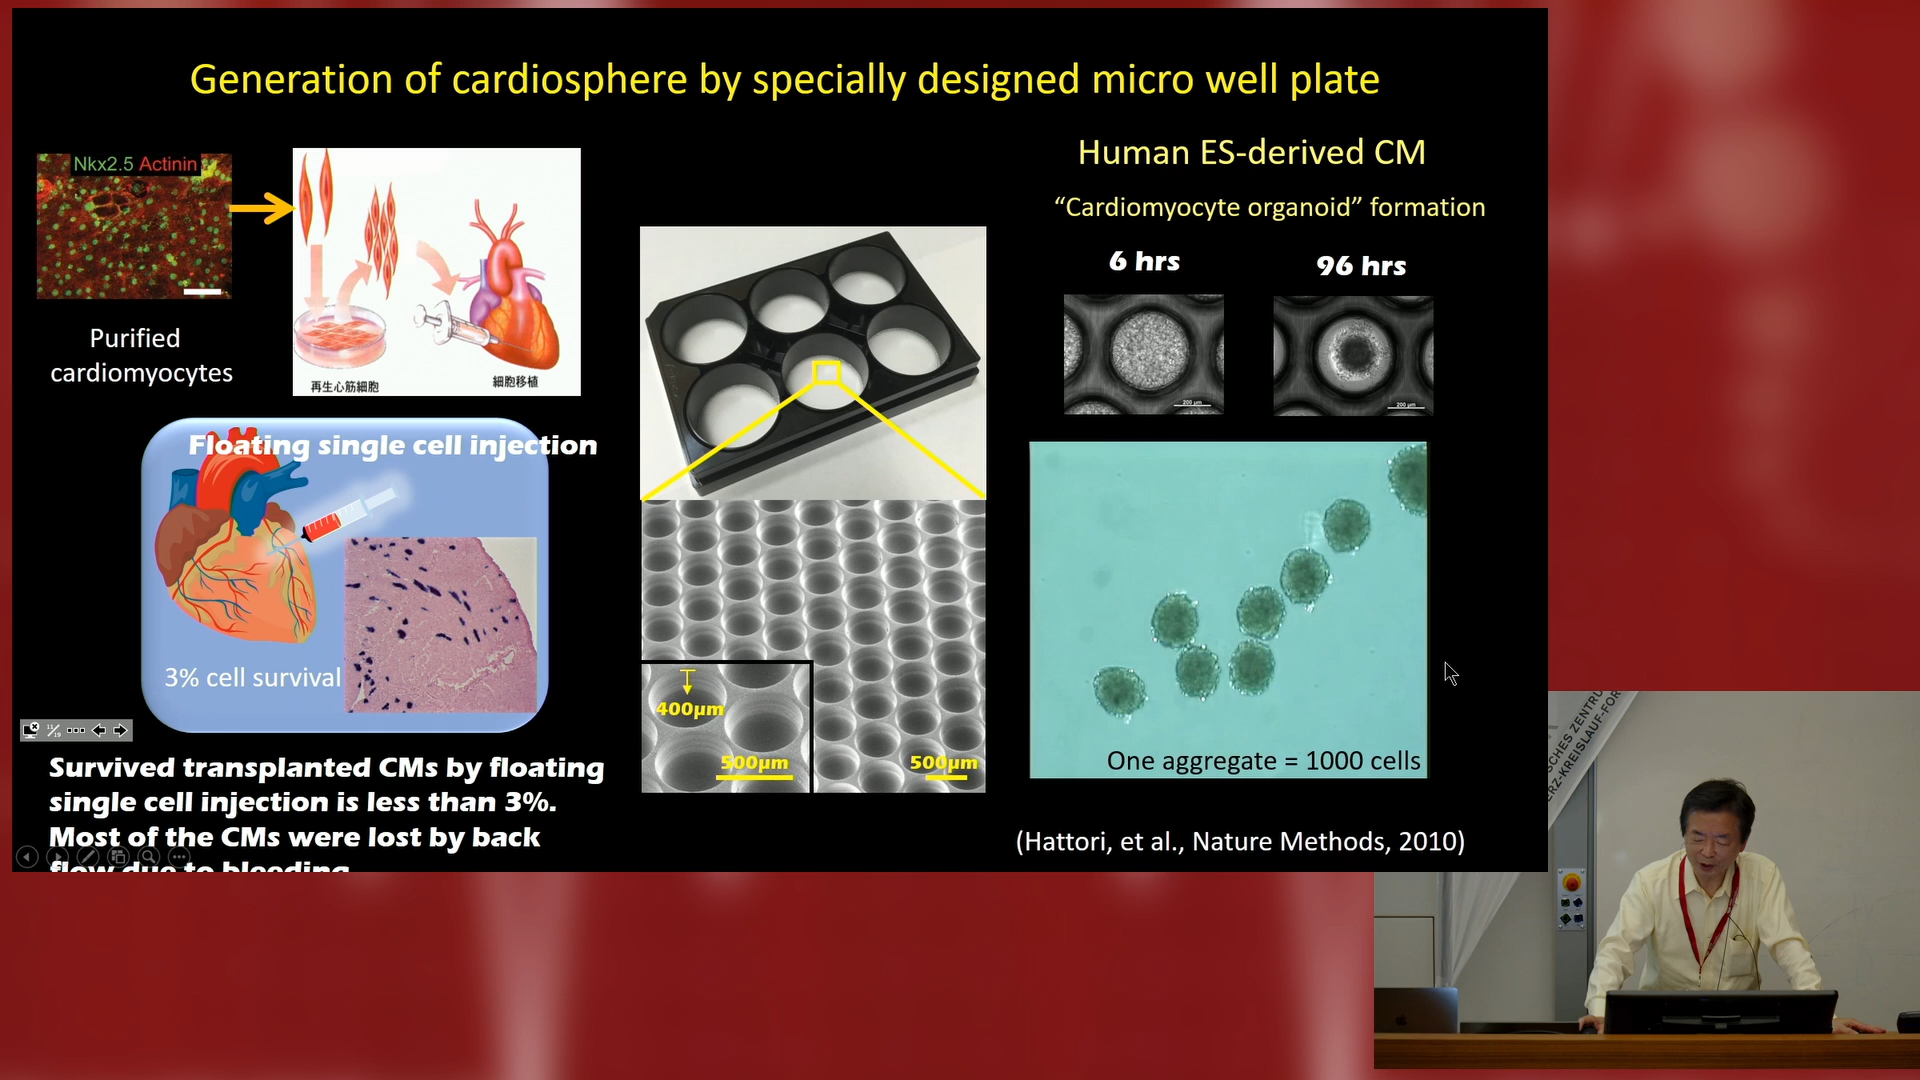 Generation of cardiosphere by specially designed micro well plate
Nkx2.5 Actinin
Purified
cardiomyocytes
再生心筋細胞
細胞移植
Floating single cell injection
3% cell survival
Survived transplanted CMs by floating
single cell injection is less than 3%.
Most of the CMs were lost by back
flow due to bleeding
400μm
500μm
500μm
Human ES-derived CM
“Cardiomyocyte organoid” formation
6 hrs
96 hrs
200 μm
200 μm
One aggregate = 1000 cells
(Hattori, et al., Nature Methods, 2010)